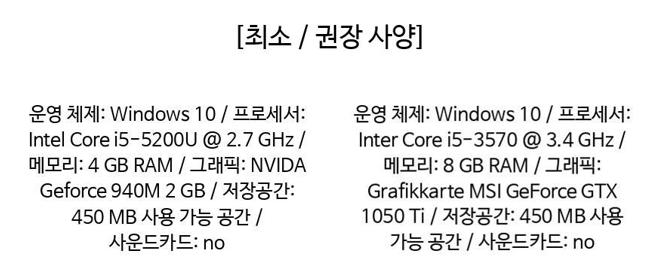 [최소 / 권장 사양]
운영 체제: Windows 10 / 프로세서:
Intel Core i5-5200U @ 2.7 GHz /
메모리: 4 GB RAM / 그래픽: NVIDA
Geforce 940M 2 GB / 저장공간:
450 MB 사용 가능 공간 /
사운드카드: no
운영 체제: Windows 10 / 프로세서:
Inter Core i5-3570 @ 3.4 GHz /
메모리: 8 GB RAM / 그래픽:
Grafikkarte MSI GeForce GTX
1050 Ti / 저장공간: 450 MB 사용
가능 공간 / 사운드카드: no